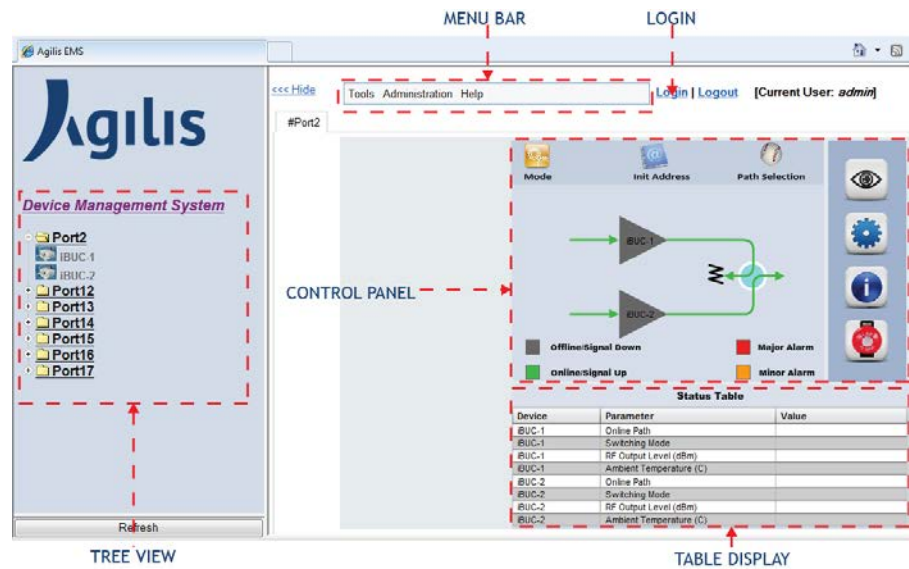 MENU BAR
LOGIN
Agilis EMS
<<< Hide
Tools Administration Help
Login | Logout [Current User: admin]
#Port2
Agilis
Device Management System
Port2
iBUC-1
iBUC-2
Port12
Port13
Port14
Port15
Port16
Port17
Refresh
TREE VIEW
CONTROL PANEL
Mode
Init Address
Path Selection
iBUC-1
iBUC-2
Offline/Signal Down
Major Alarm
Online/Signal Up
Minor Alarm
Status Table
Device Parameter Value
iBUC-1 Online Path
iBUC-1 Switching Mode
iBUC-1 RF Output Level (dBm)
iBUC-1 Ambient Temperature (C)
iBUC-2 Online Path
iBUC-2 Switching Mode
iBUC-2 RF Output Level (dBm)
iBUC-2 Ambient Temperature (C)
TABLE DISPLAY